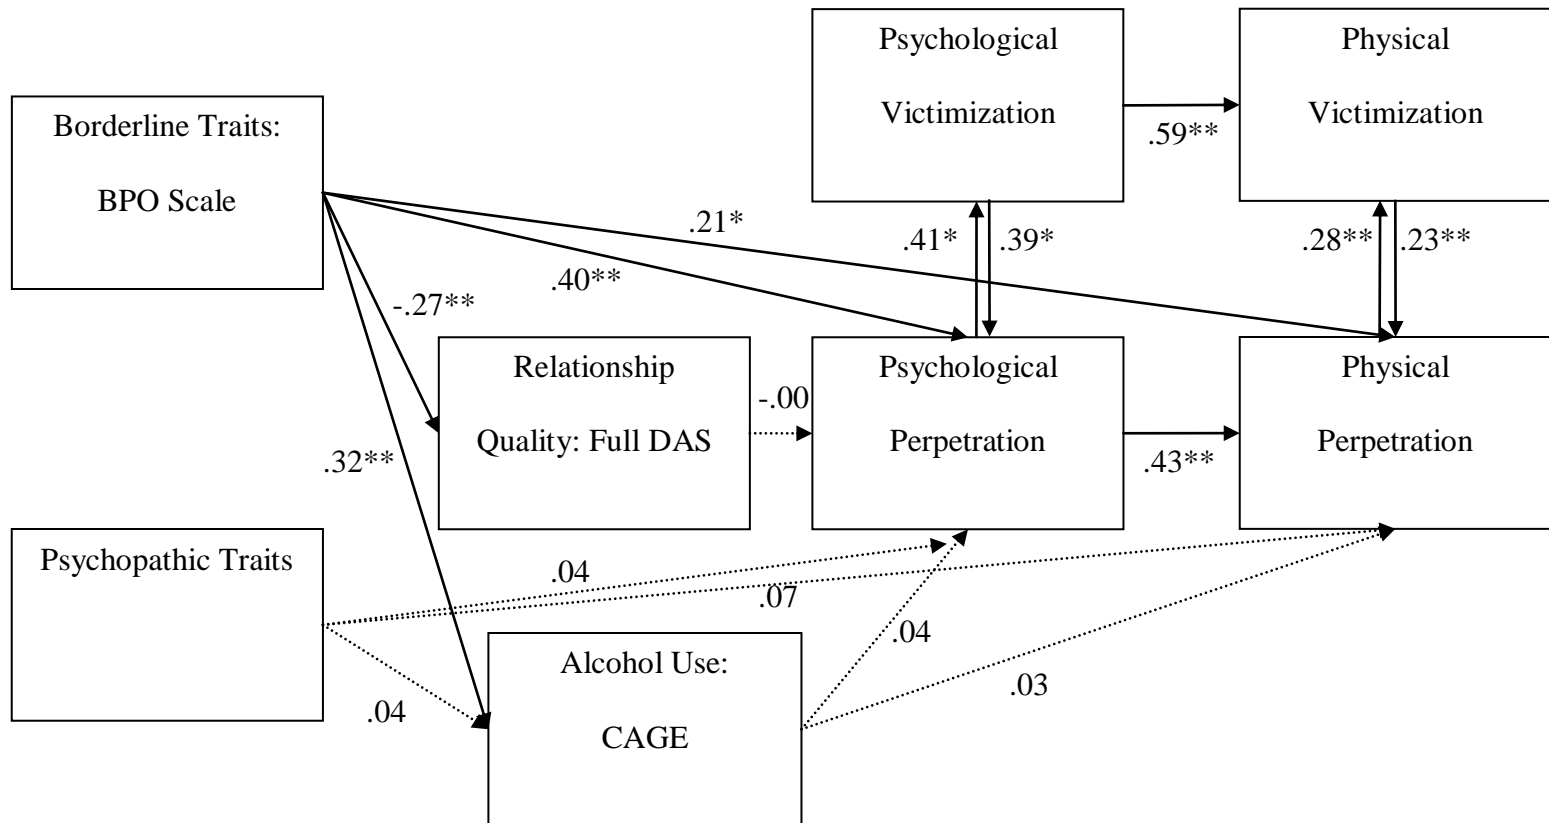 Psychological
Victimization
Physical
Victimization
.59**
Borderline Traits:
BPO Scale
.21*
.40**
-.27**
.32**
.41*
.39*
.28**
.23**
Relationship
Quality: Full DAS
-.00
Psychological
Perpetration
.43**
Physical
Perpetration
Psychopathic Traits
.04
.07
.04
.04
.03
Alcohol Use:
CAGE